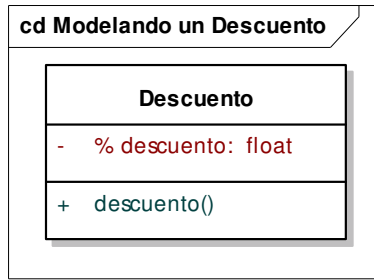 cd Modelando un Descuento
Descuento
- % descuento: float
+ descuento()